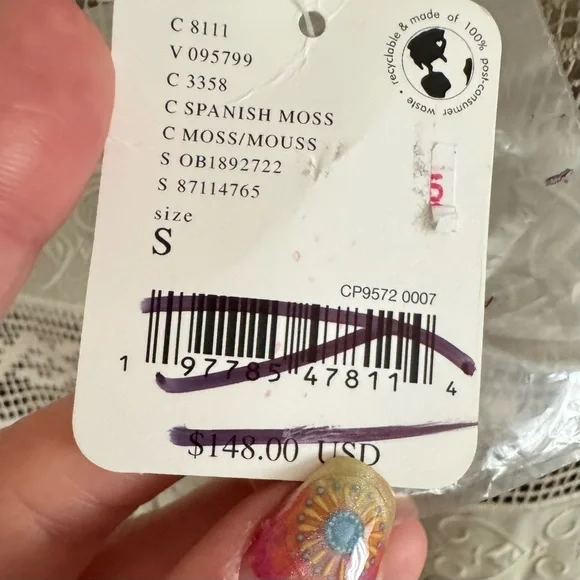 C 8111
V 095799
C 3358
C SPANISH MOSS
C MOSS/MOUSS
S OB1892722
S 87114765
size
S
recyclable & made of 100% post-consumer waste •
5
CP9572 0007
1 97785 47811 4
$148.00 USD